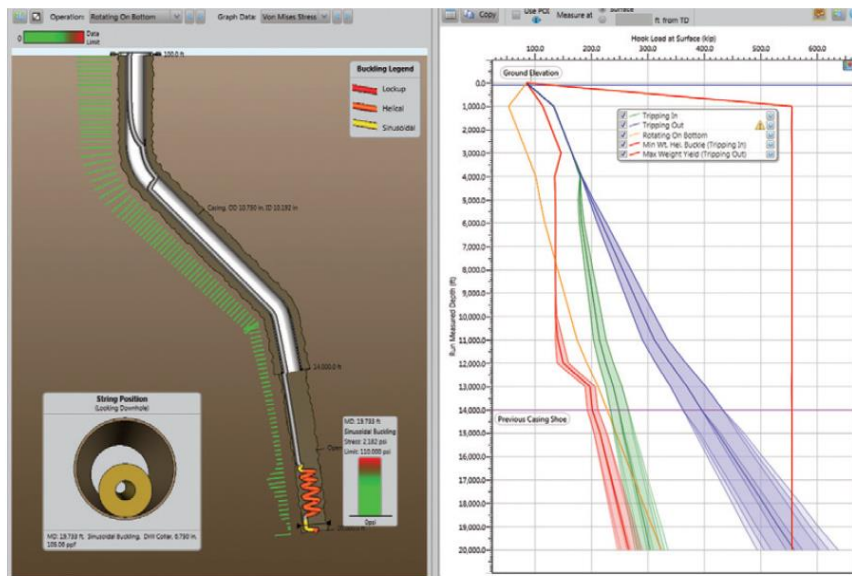 Operation: Rotating On Bottom Graph Data: Von Mises Stress
0 Data
Limit
100.0 ft
Buckling Legend
Lockup
Helical
Sinusoidal
Casing, OD 10.750 in, ID 10.192 in
14,000.0 ft
String Position
(Looking Downhole)
MD: 19,733 ft, Sinusoidal Buckling, Drill Collar, 6.750 in,
MD: 19,733 ft
Sinusoidal Buckling
Stress: 2,192 psi
Limit: 110,000 psi
0psi
Copy Use POE Measure at Surface
ft from TD
Hook Load at Surface (kip)
100.0 200.0 300.0 400.0 500.0 600.0
Ground Elevation
Tripping In
Tripping Out
Rotating On Bottom
Min Wt. Hel. Buckle (Tripping In)
Max Weight Yield (Tripping Out)
Run Measured Depth (ft)
0.0
1,000.0
2,000.0
3,000.0
4,000.0
5,000.0
6,000.0
7,000.0
8,000.0
9,000.0
10,000.0
11,000.0
12,000.0
13,000.0
14,000.0
15,000.0
16,000.0
17,000.0
18,000.0
19,000.0
20,000.0
Previous Casing Shoe